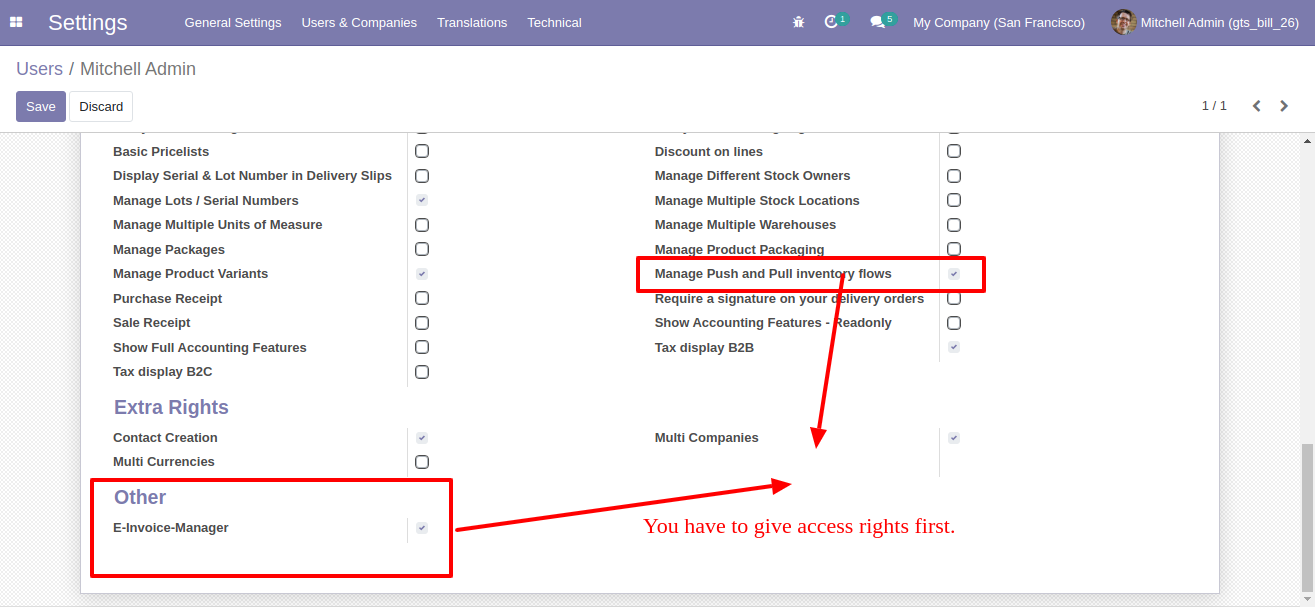 Settings General Settings Users & Companies Translations Technical 1 5 My Company (San Francisco) Mitchell Admin (gts_bill_26)
Users / Mitchell Admin
Save Discard 1 / 1
Basic Pricelists Discount on lines
Display Serial & Lot Number in Delivery Slips Manage Different Stock Owners
Manage Lots / Serial Numbers Manage Multiple Stock Locations
Manage Multiple Units of Measure Manage Multiple Warehouses
Manage Packages Manage Product Packaging
Manage Product Variants Manage Push and Pull inventory flows
Purchase Receipt Require a signature on your delivery orders
Sale Receipt Show Accounting Features - Readonly
Show Full Accounting Features Tax display B2B
Tax display B2C
Extra Rights
Contact Creation Multi Companies
Multi Currencies
Other
E-Invoice-Manager
You have to give access rights first.